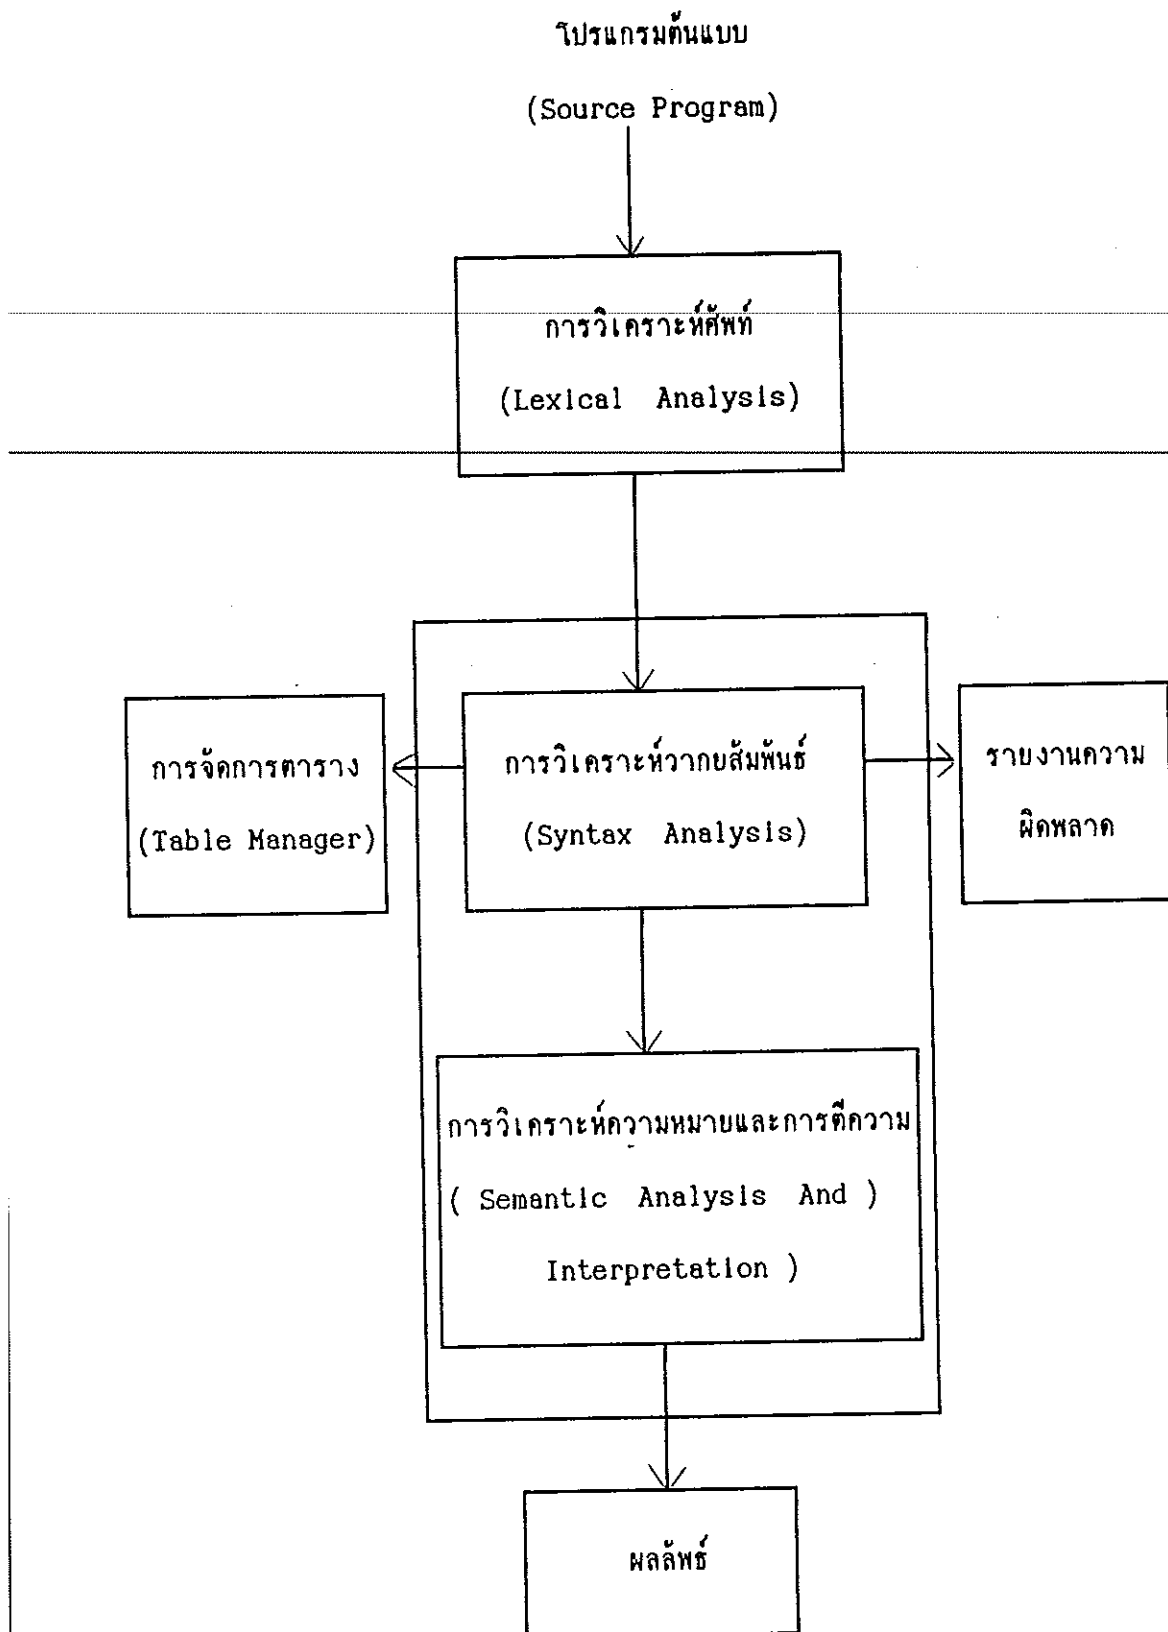 โปรแกรมต้นแบบ
(Source Program)
การวิเคราะห์ศัพท์
(Lexical Analysis)
การจัดการตาราง
(Table Manager)
การวิเคราะห์วากยสัมพันธ์
(Syntax Analysis)
รายงานความ
ผิดพลาด
การวิเคราะห์ความหมายและการตีความ
( Semantic Analysis And )
Interpretation )
ผลลัพธ์